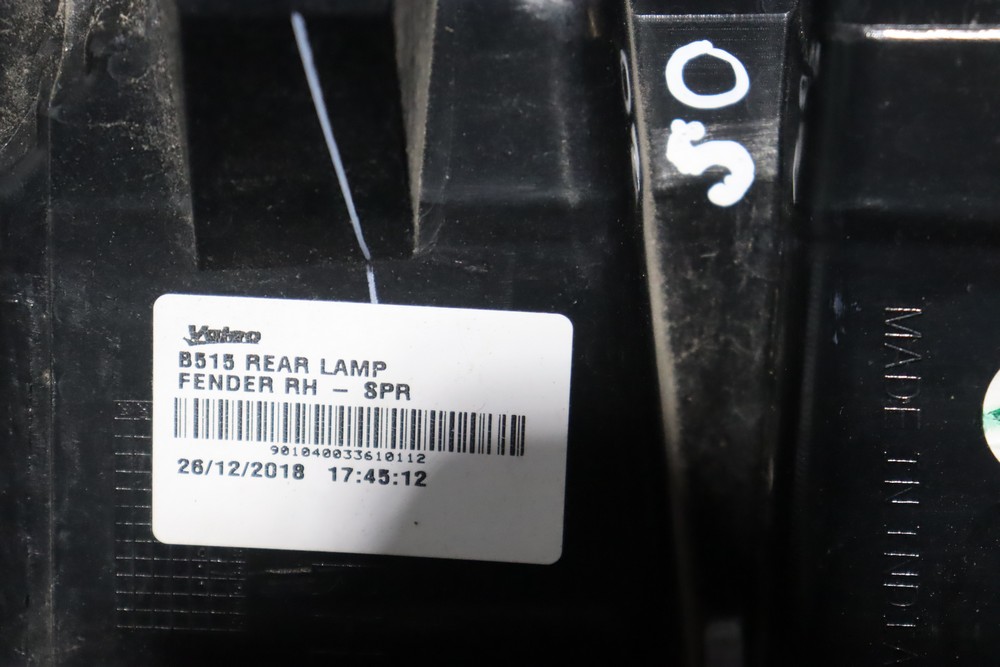 Valeo
B515 REAR LAMP
FENDER RH – SPR
901040033610112
26/12/2018 17:45:12
50
MADE IN INDIA